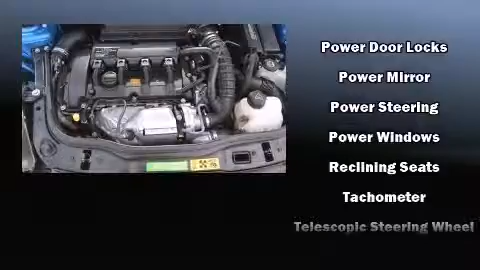 Power Door Locks
Power Mirror
Power Steering
Power Windows
Reclining Seats
Tachometer
Telescopic Steering Wheel